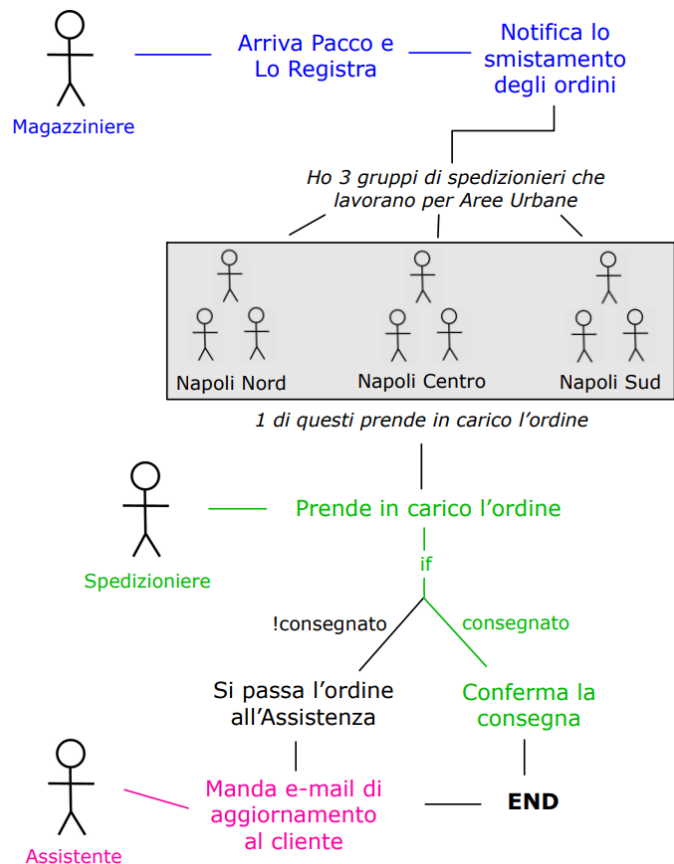 Arriva Pacco e
Lo Registra
Notifica lo
smistamento
degli ordini
Magazziniere
Ho 3 gruppi di spedizionieri che
lavorano per Aree Urbane
Napoli Nord
Napoli Centro
Napoli Sud
1 di questi prende in carico l'ordine
Prende in carico l'ordine
Spedizioniere
if
!consegnato
consegnato
Si passa l'ordine
all'Assistenza
Conferma la
consegna
Manda e-mail di
aggiornamento
al cliente
END
Assistente